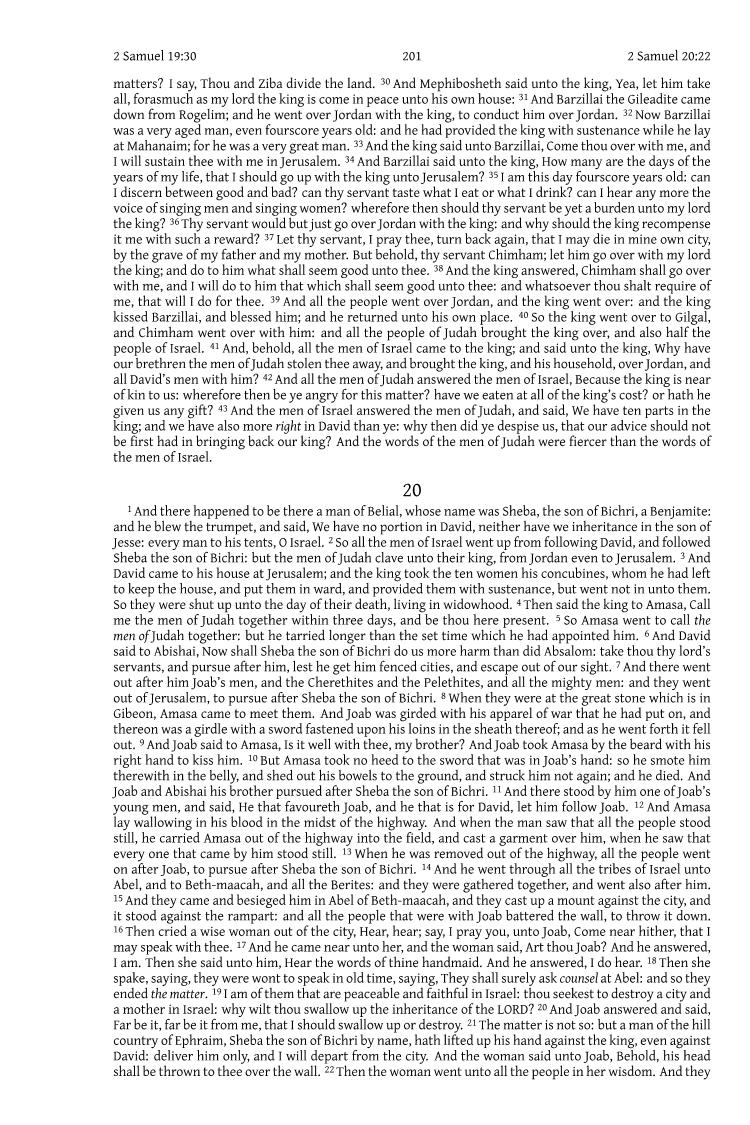 2 Samuel 19:30 201 2 Samuel 20:22
matters? I say, Thou and Ziba divide the land. 30 And Mephibosheth said unto the king, Yea, let him take
all, forasmuch as my lord the king is come in peace unto his own house: 31 And Barzillai the Gileadite came
down from Rogelim; and he went over Jordan with the king, to conduct him over Jordan. 32 Now Barzillai
was a very aged man, even fourscore years old: and he had provided the king with sustenance while he lay
at Mahanaim; for he was a very great man. 33 And the king said unto Barzillai, Come thou over with me, and
I will sustain thee with me in Jerusalem. 34 And Barzillai said unto the king, How many are the days of the
years of my life, that I should go up with the king unto Jerusalem? 35 I am this day fourscore years old: can
I discern between good and bad? can thy servant taste what I eat or what I drink? can I hear any more the
voice of singing men and singing women? wherefore then should thy servant be yet a burden unto my lord
the king? 36 Thy servant would but just go over Jordan with the king: and why should the king recompense
it me with such a reward? 37 Let thy servant, I pray thee, turn back again, that I may die in mine own city,
by the grave of my father and my mother. But behold, thy servant Chimham; let him go over with my lord
the king; and do to him what shall seem good unto thee. 38 And the king answered, Chimham shall go over
with me, and I will do to him that which shall seem good unto thee: and whatsoever thou shalt require of
me, that will I do for thee. 39 And all the people went over Jordan, and the king went over: and the king
kissed Barzillai, and blessed him; and he returned unto his own place. 40 So the king went over to Gilgal,
and Chimham went over with him: and all the people of Judah brought the king over, and also half the
people of Israel. 41 And, behold, all the men of Israel came to the king; and said unto the king, Why have
our brethren the men of Judah stolen thee away, and brought the king, and his household, over Jordan, and
all David's men with him? 42 And all the men of Judah answered the men of Israel, Because the king is near
of kin to us: wherefore then be ye angry for this matter? have we eaten at all of the king's cost? or hath he
given us any gift? 43 And the men of Israel answered the men of Judah, and said, We have ten parts in the
king; and we have also more right in David than ye: why then did ye despise us, that our advice should not
be first had in bringing back our king? And the words of the men of Judah were fiercer than the words of
the men of Israel.
20
1 And there happened to be there a man of Belial, whose name was Sheba, the son of Bichri, a Benjamite:
and he blew the trumpet, and said, We have no portion in David, neither have we inheritance in the son of
Jesse: every man to his tents, O Israel. 2 So all the men of Israel went up from following David, and followed
Sheba the son of Bichri: but the men of Judah clave unto their king, from Jordan even to Jerusalem. 3 And
David came to his house at Jerusalem; and the king took the ten women his concubines, whom he had left
to keep the house, and put them in ward, and provided them with sustenance, but went not in unto them.
So they were shut up unto the day of their death, living in widowhood. 4 Then said the king to Amasa, Call
me the men of Judah together within three days, and be thou here present. 5 So Amasa went to call the
men of Judah together: but he tarried longer than the set time which he had appointed him. 6 And David
said to Abishai, Now shall Sheba the son of Bichri do us more harm than did Absalom: take thou thy lord's
servants, and pursue after him, lest he get him fenced cities, and escape out of our sight. 7 And there went
out after him Joab's men, and the Cherethites and the Pelethites, and all the mighty men: and they went
out of Jerusalem, to pursue after Sheba the son of Bichri. 8 When they were at the great stone which is in
Gibeon, Amasa came to meet them. And Joab was girded with his apparel of war that he had put on, and
thereon was a girdle with a sword fastened upon his loins in the sheath thereof; and as he went forth it fell
out. 9 And Joab said to Amasa, Is it well with thee, my brother? And Joab took Amasa by the beard with his
right hand to kiss him. 10 But Amasa took no heed to the sword that was in Joab's hand: so he smote him
therewith in the belly, and shed out his bowels to the ground, and struck him not again; and he died. And
Joab and Abishai his brother pursued after Sheba the son of Bichri. 11 And there stood by him one of Joab's
young men, and said, He that favoureth Joab, and he that is for David, let him follow Joab. 12 And Amasa
lay wallowing in his blood in the midst of the highway. And when the man saw that all the people stood
still, he carried Amasa out of the highway into the field, and cast a garment over him, when he saw that
every one that came by him stood still. 13 When he was removed out of the highway, all the people went
on after Joab, to pursue after Sheba the son of Bichri. 14 And he went through all the tribes of Israel unto
Abel, and to Beth-maacah, and all the Berites: and they were gathered together, and went also after him.
15 And they came and besieged him in Abel of Beth-maacah, and they cast up a mount against the city, and
it stood against the rampart: and all the people that were with Joab battered the wall, to throw it down.
16 Then cried a wise woman out of the city, Hear, hear; say, I pray you, unto Joab, Come near hither, that I
may speak with thee. 17 And he came near unto her, and the woman said, Art thou Joab? And he answered,
I am. Then she said unto him, Hear the words of thine handmaid. And he answered, I do hear. 18 Then she
spake, saying, they were wont to speak in old time, saying, They shall surely ask counsel at Abel: and so they
ended the matter. 19 I am of them that are peaceable and faithful in Israel: thou seekest to destroy a city and
a mother in Israel: why wilt thou swallow up the inheritance of the LORD? 20 And Joab answered and said,
Far be it, far be it from me, that I should swallow up or destroy. 21 The matter is not so: but a man of the hill
country of Ephraim, Sheba the son of Bichri by name, hath lifted up his hand against the king, even against
David: deliver him only, and I will depart from the city. And the woman said unto Joab, Behold, his head
shall be thrown to thee over the wall. 22 Then the woman went unto all the people in her wisdom. And they